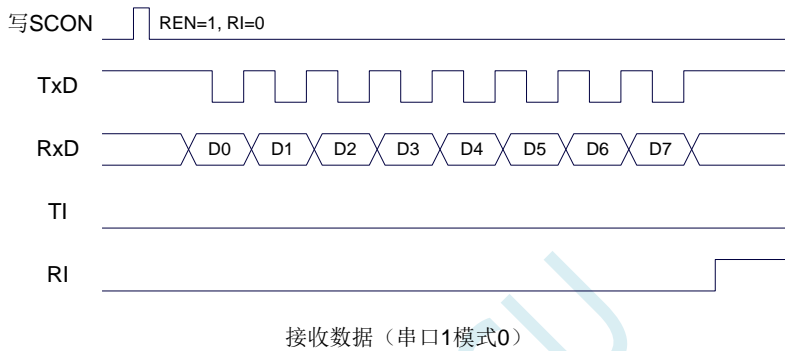 写SCON REN=1, RI=0
TxD
RxD D0 D1 D2 D3 D4 D5 D6 D7
TI
RI
接收数据（串口1模式0）